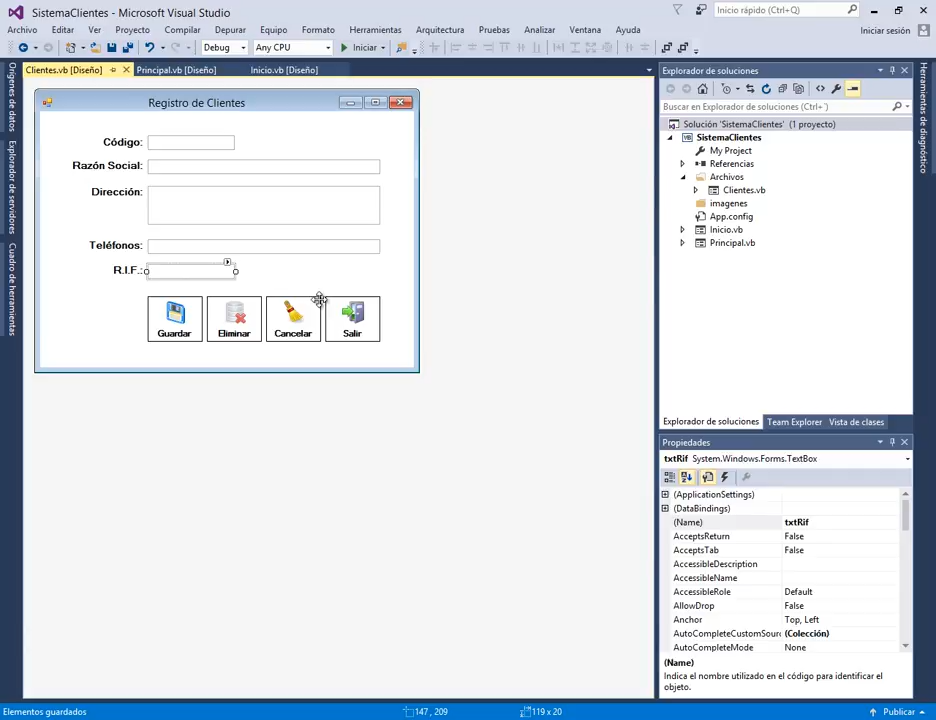 SistemaClientes - Microsoft Visual Studio
Inicio rápido (Ctrl+Q)
Archivo Editar Ver Proyecto Compilar Depurar Equipo Herramientas Arquitectura Pruebas Analizar Ventana Ayuda
Iniciar sesión
Debug Any CPU Iniciar
Orígenes de datos
Explorador de servidores
Cuadro de herramientas
Clientes.vb [Diseño] Principal.vb [Diseño] Inicio.vb [Diseño]
Registro de Clientes
Código:
Razón Social:
Dirección:
Teléfonos:
R.I.F.:
Guardar Eliminar Cancelar Salir
Explorador de soluciones
Buscar en Explorador de soluciones (Ctrl+´)
Solución 'SistemaClientes' (1 proyecto)
SistemaClientes
My Project
Referencias
Archivos
Clientes.vb
imagenes
App.config
Inicio.vb
Principal.vb
Explorador de soluciones Team Explorer Vista de clases
Herramientas de diagnóstico
Propiedades
txtRif System.Windows.Forms.TextBox
(ApplicationSettings)
(DataBindings)
(Name) txtRif
AcceptsReturn False
AcceptsTab False
AccessibleDescription
AccessibleName
AccessibleRole Default
AllowDrop False
Anchor Top, Left
AutoCompleteCustomSourc (Colección)
AutoCompleteMode None
(Name)
Indica el nombre utilizado en el código para identificar el
objeto.
Elementos guardados 147 , 209 119 x 20 Publicar